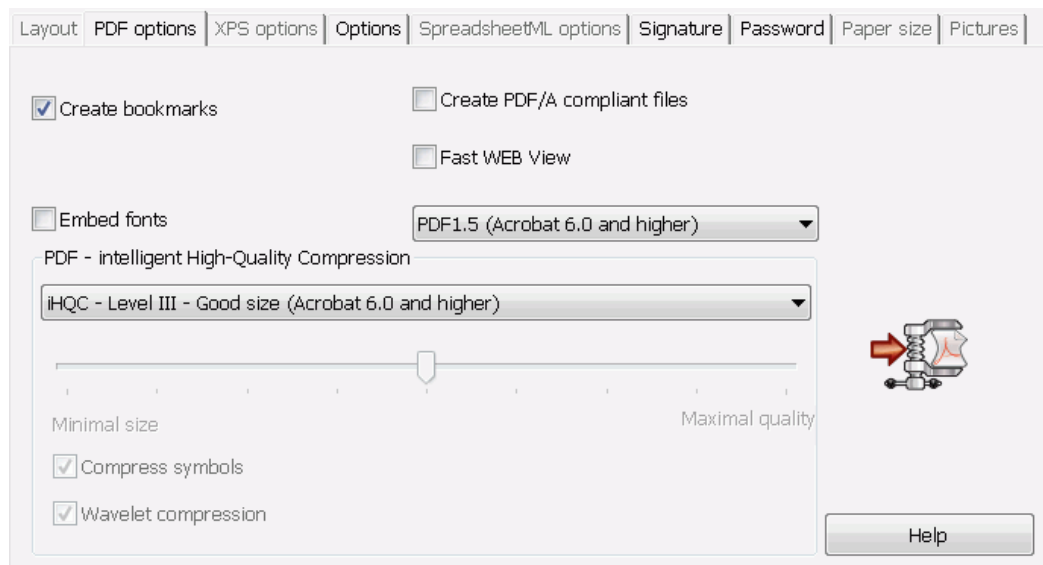 Layout PDF options XPS options Options SpreadsheetML options Signature Password Paper size Pictures
Create bookmarks
Create PDF/A compliant files
Fast WEB View
Embed fonts
PDF1.5 (Acrobat 6.0 and higher)
PDF - intelligent High-Quality Compression
iHQC - Level III - Good size (Acrobat 6.0 and higher)
Minimal size
Maximal quality
Compress symbols
Wavelet compression
Help